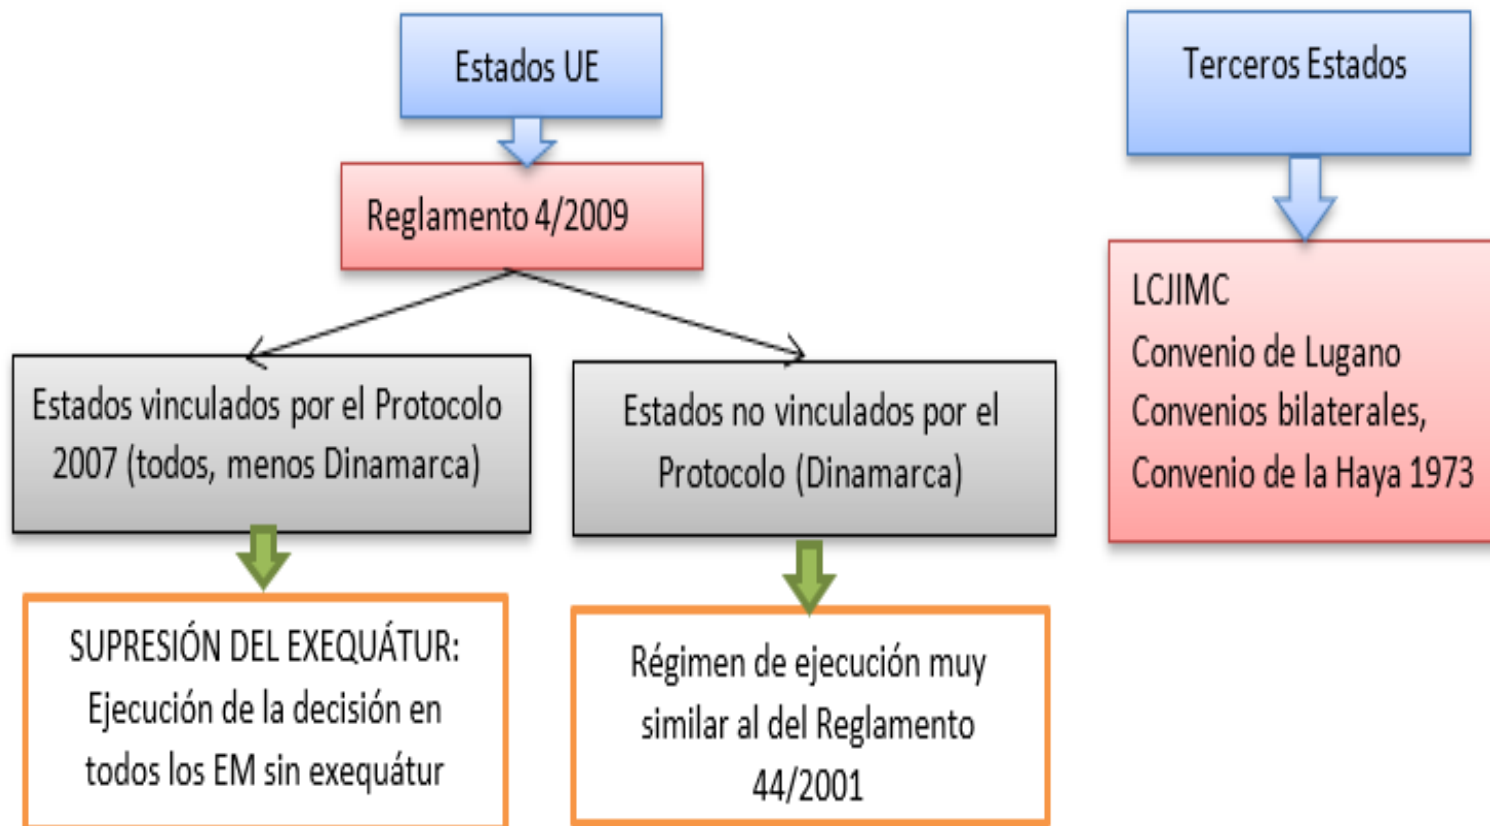 Estados UE
Terceros Estados
Reglamento 4/2009
LCJIMC
Convenio de Lugano
Convenios bilaterales,
Convenio de la Haya 1973
Estados vinculados por el Protocolo
2007 (todos, menos Dinamarca)
Estados no vinculados por el
Protocolo (Dinamarca)
SUPRESIÓN DEL EXEQUÁTUR:
Ejecución de la decisión en
todos los EM sin exequátur
Régimen de ejecución muy
similar al del Reglamento
44/2001